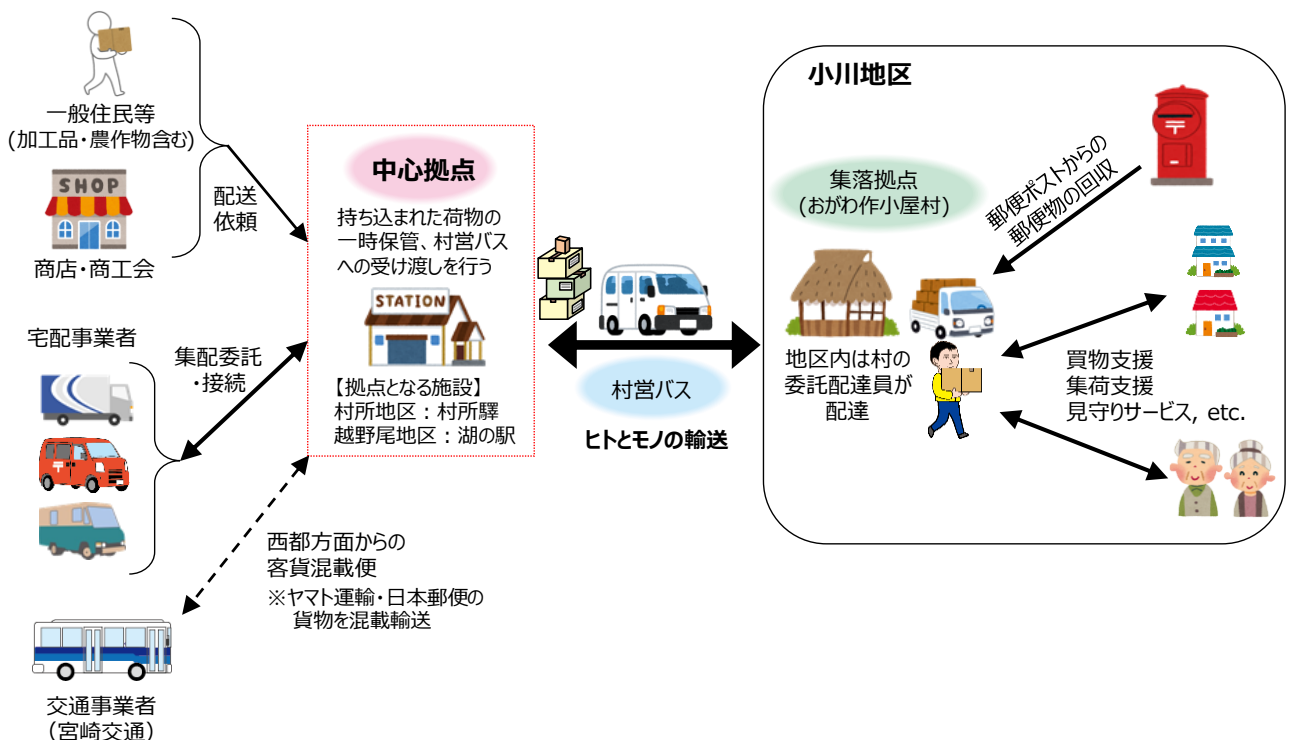 一般住民等
(加工品・農作物含む)
SHOP
商店・商工会
配送
依頼
宅配事業者
集配委託
・接続
〒
中心拠点
持ち込まれた荷物の
一時保管、村営バス
への受け渡しを行う
STATION
【拠点となる施設】
村所地区：村所驛
越野尾地区：湖の駅
西都方面からの
客貨混載便
※ヤマト運輸・日本郵便の
貨物を混載輸送
交通事業者
（宮崎交通）
村営バス
ヒトとモノの輸送
小川地区
集落拠点
(おがわ作小屋村)
〒
郵便ポストからの
郵便物の回収
地区内は村の
委託配達員が
配達
買物支援
集荷支援
見守りサービス, etc.